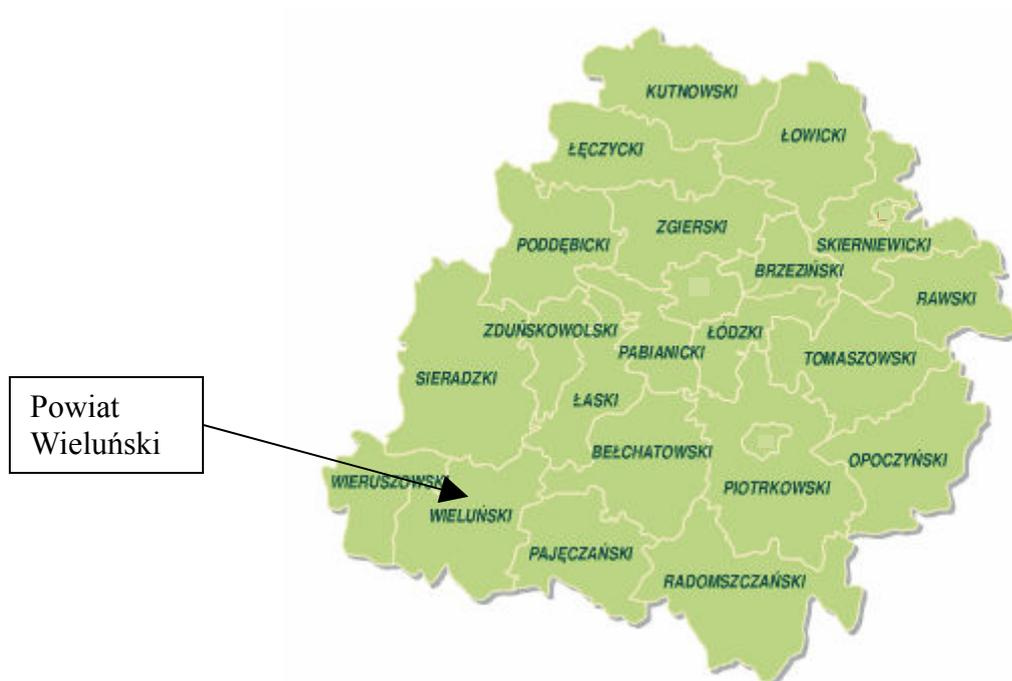 KUTNOWSKI
ŁOWICKI
ŁĘCZYCKI
ZGIERSKI
PODDĘBICKI
SKIERNIEWICKI
BRZEZIŃSKI
RAWSKI
ZDUŃSKOWOLSKI
ŁÓDZKI
PABIANICKI
TOMASZOWSKI
SIERADZKI
ŁASKI
Powiat
Wieluński
BEŁCHATOWSKI
OPOCZYŃSKI
WIERUSZOWSKI
PIOTRKOWSKI
WIELUŃSKI
PAJĘCZAŃSKI
RADOMSZCZAŃSKI